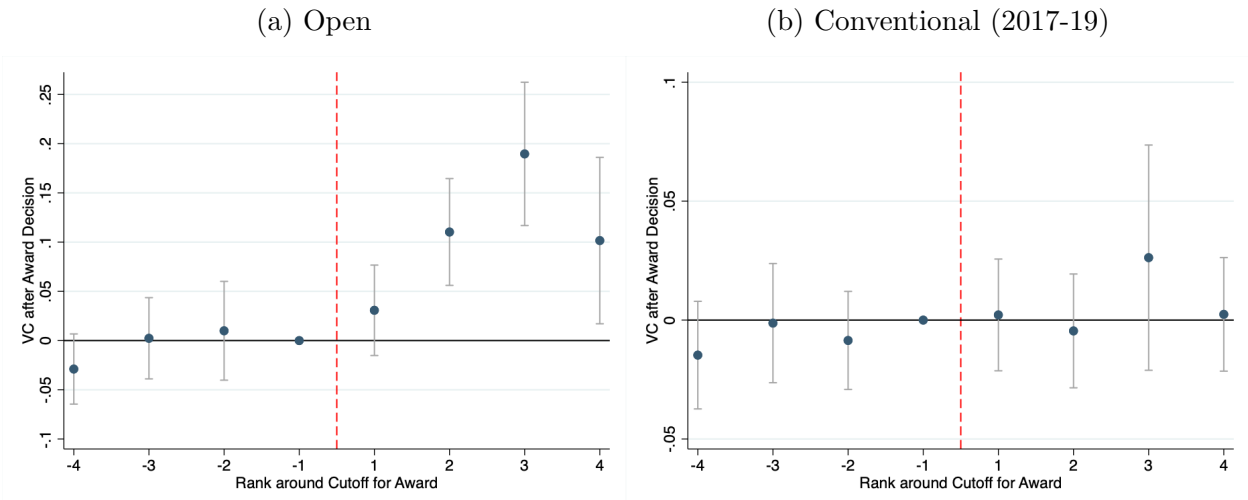 (a) Open
VC after Award Decision
.25
.2
.15
.1
.05
0
-.05
-.1
-4 -3 -2 -1 1 2 3 4
Rank around Cutoff for Award
(b) Conventional (2017-19)
VC after Award Decision
.1
.05
0
-.05
-4 -3 -2 -1 1 2 3 4
Rank around Cutoff for Award